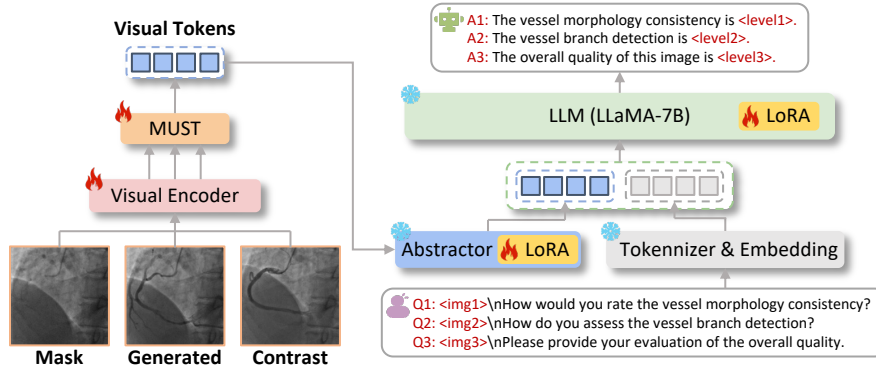 Visual Tokens
MUST
Visual Encoder
Mask
Generated
Contrast
A1: The vessel morphology consistency is <level1>.
A2: The vessel branch detection is <level2>.
A3: The overall quality of this image is <level3>.
LLM (LLaMA-7B)
LoRA
Abstractor
LoRA
Tokennizer & Embedding
Q1: <img1>\nHow would you rate the vessel morphology consistency?
Q2: <img2>\nHow do you assess the vessel branch detection?
Q3: <img3>\nPlease provide your evaluation of the overall quality.